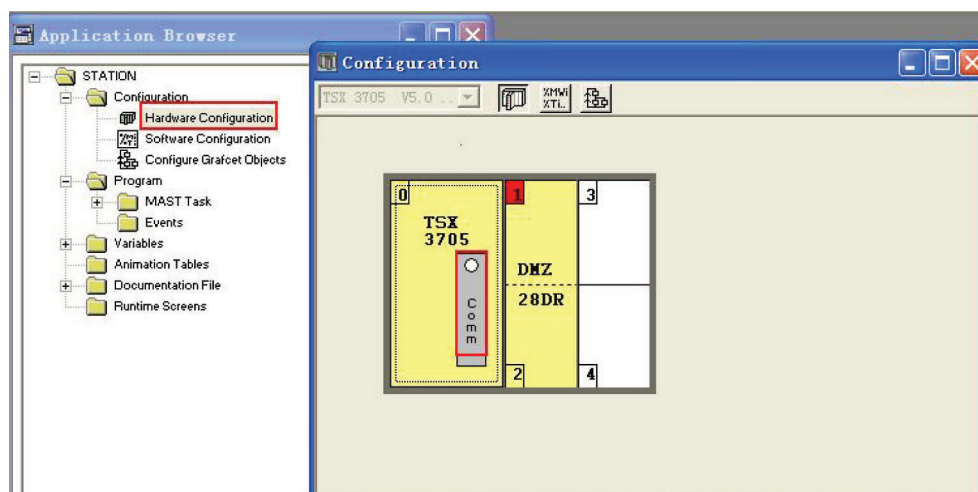 Application Browser
STATION
Configuration
Hardware Configuration
Software Configuration
Configure Grafcet Objects
Program
MAST Task
Events
Variables
Animation Tables
Documentation File
Runtime Screens
Configuration
TSX 3705 V5.0 ..
%MWi
%TI..
0
TSX
3705
Comm
1
DMZ
28DR
2
3
4